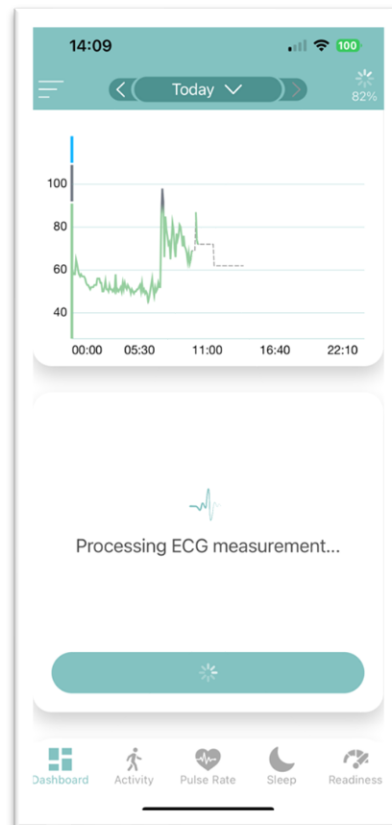 14:09
100
Today
82%
100
80
60
40
00:00 05:30 11:00 16:40 22:10
Processing ECG measurement...
Dashboard Activity Pulse Rate Sleep Readiness